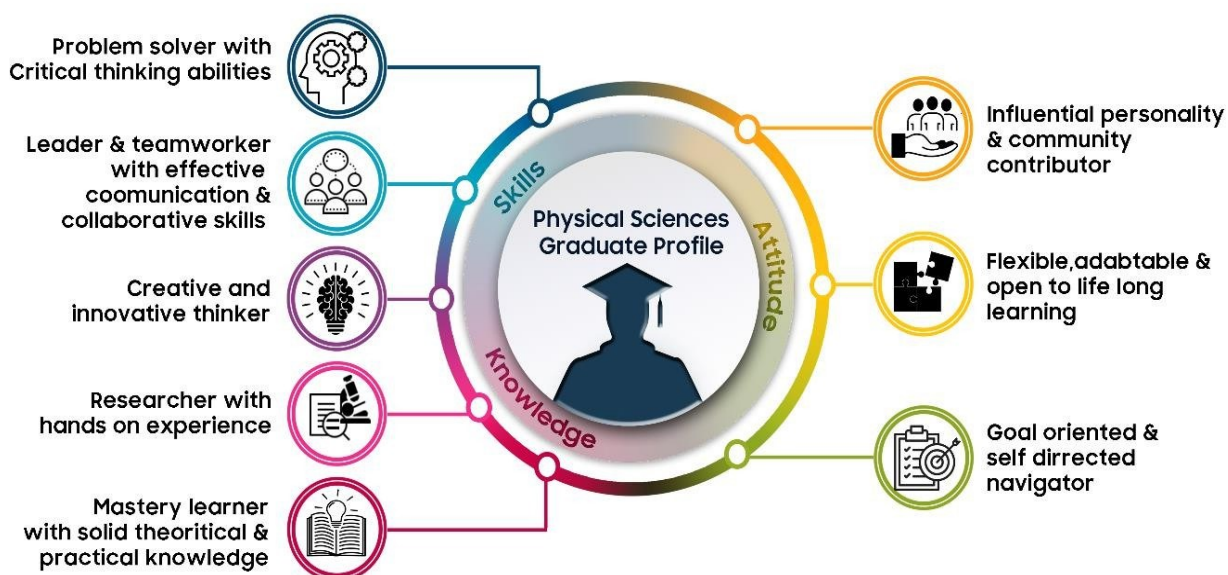 Problem solver with
Critical thinking abilities
Leader & teamworker
with effective
coomunication &
collaborative skills
Creative and
innovative thinker
Researcher with
hands on experience
Mastery learner
with solid theoritical &
practical knowledge
Skills
Knowledge
Attitude
Physical Sciences
Graduate Profile
Influential personality
& community
contributor
Flexible,adabtable &
open to life long
learning
Goal oriented &
self dirrected
navigator